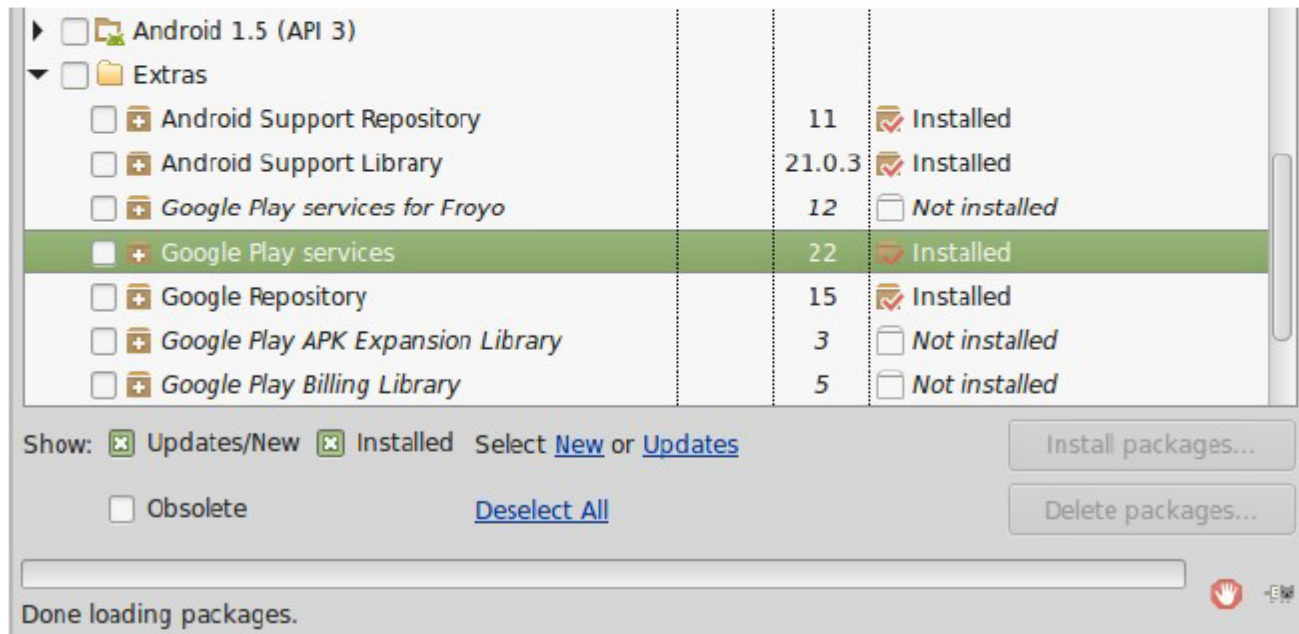 Android 1.5 (API 3)
Extras
Android Support Repository 11 Installed
Android Support Library 21.0.3 Installed
Google Play services for Froyo 12 Not installed
Google Play services 22 Installed
Google Repository 15 Installed
Google Play APK Expansion Library 3 Not installed
Google Play Billing Library 5 Not installed
Show: Updates/New Installed Select New or Updates Install packages...
Obsolete Deselect All Delete packages...
Done loading packages.